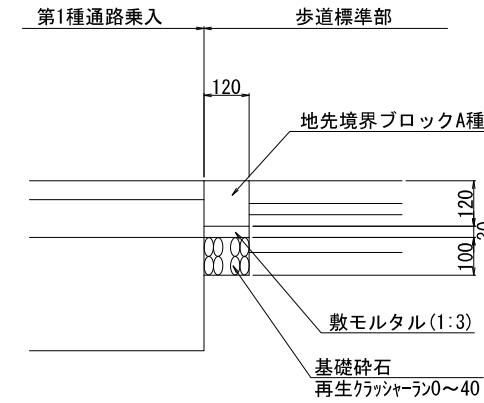 第1種通路乗入
歩道標準部
120
地先境界ブロックA種
120
100
敷モルタル(1:3)
基礎砕石
再生クラッシャーラン0〜40